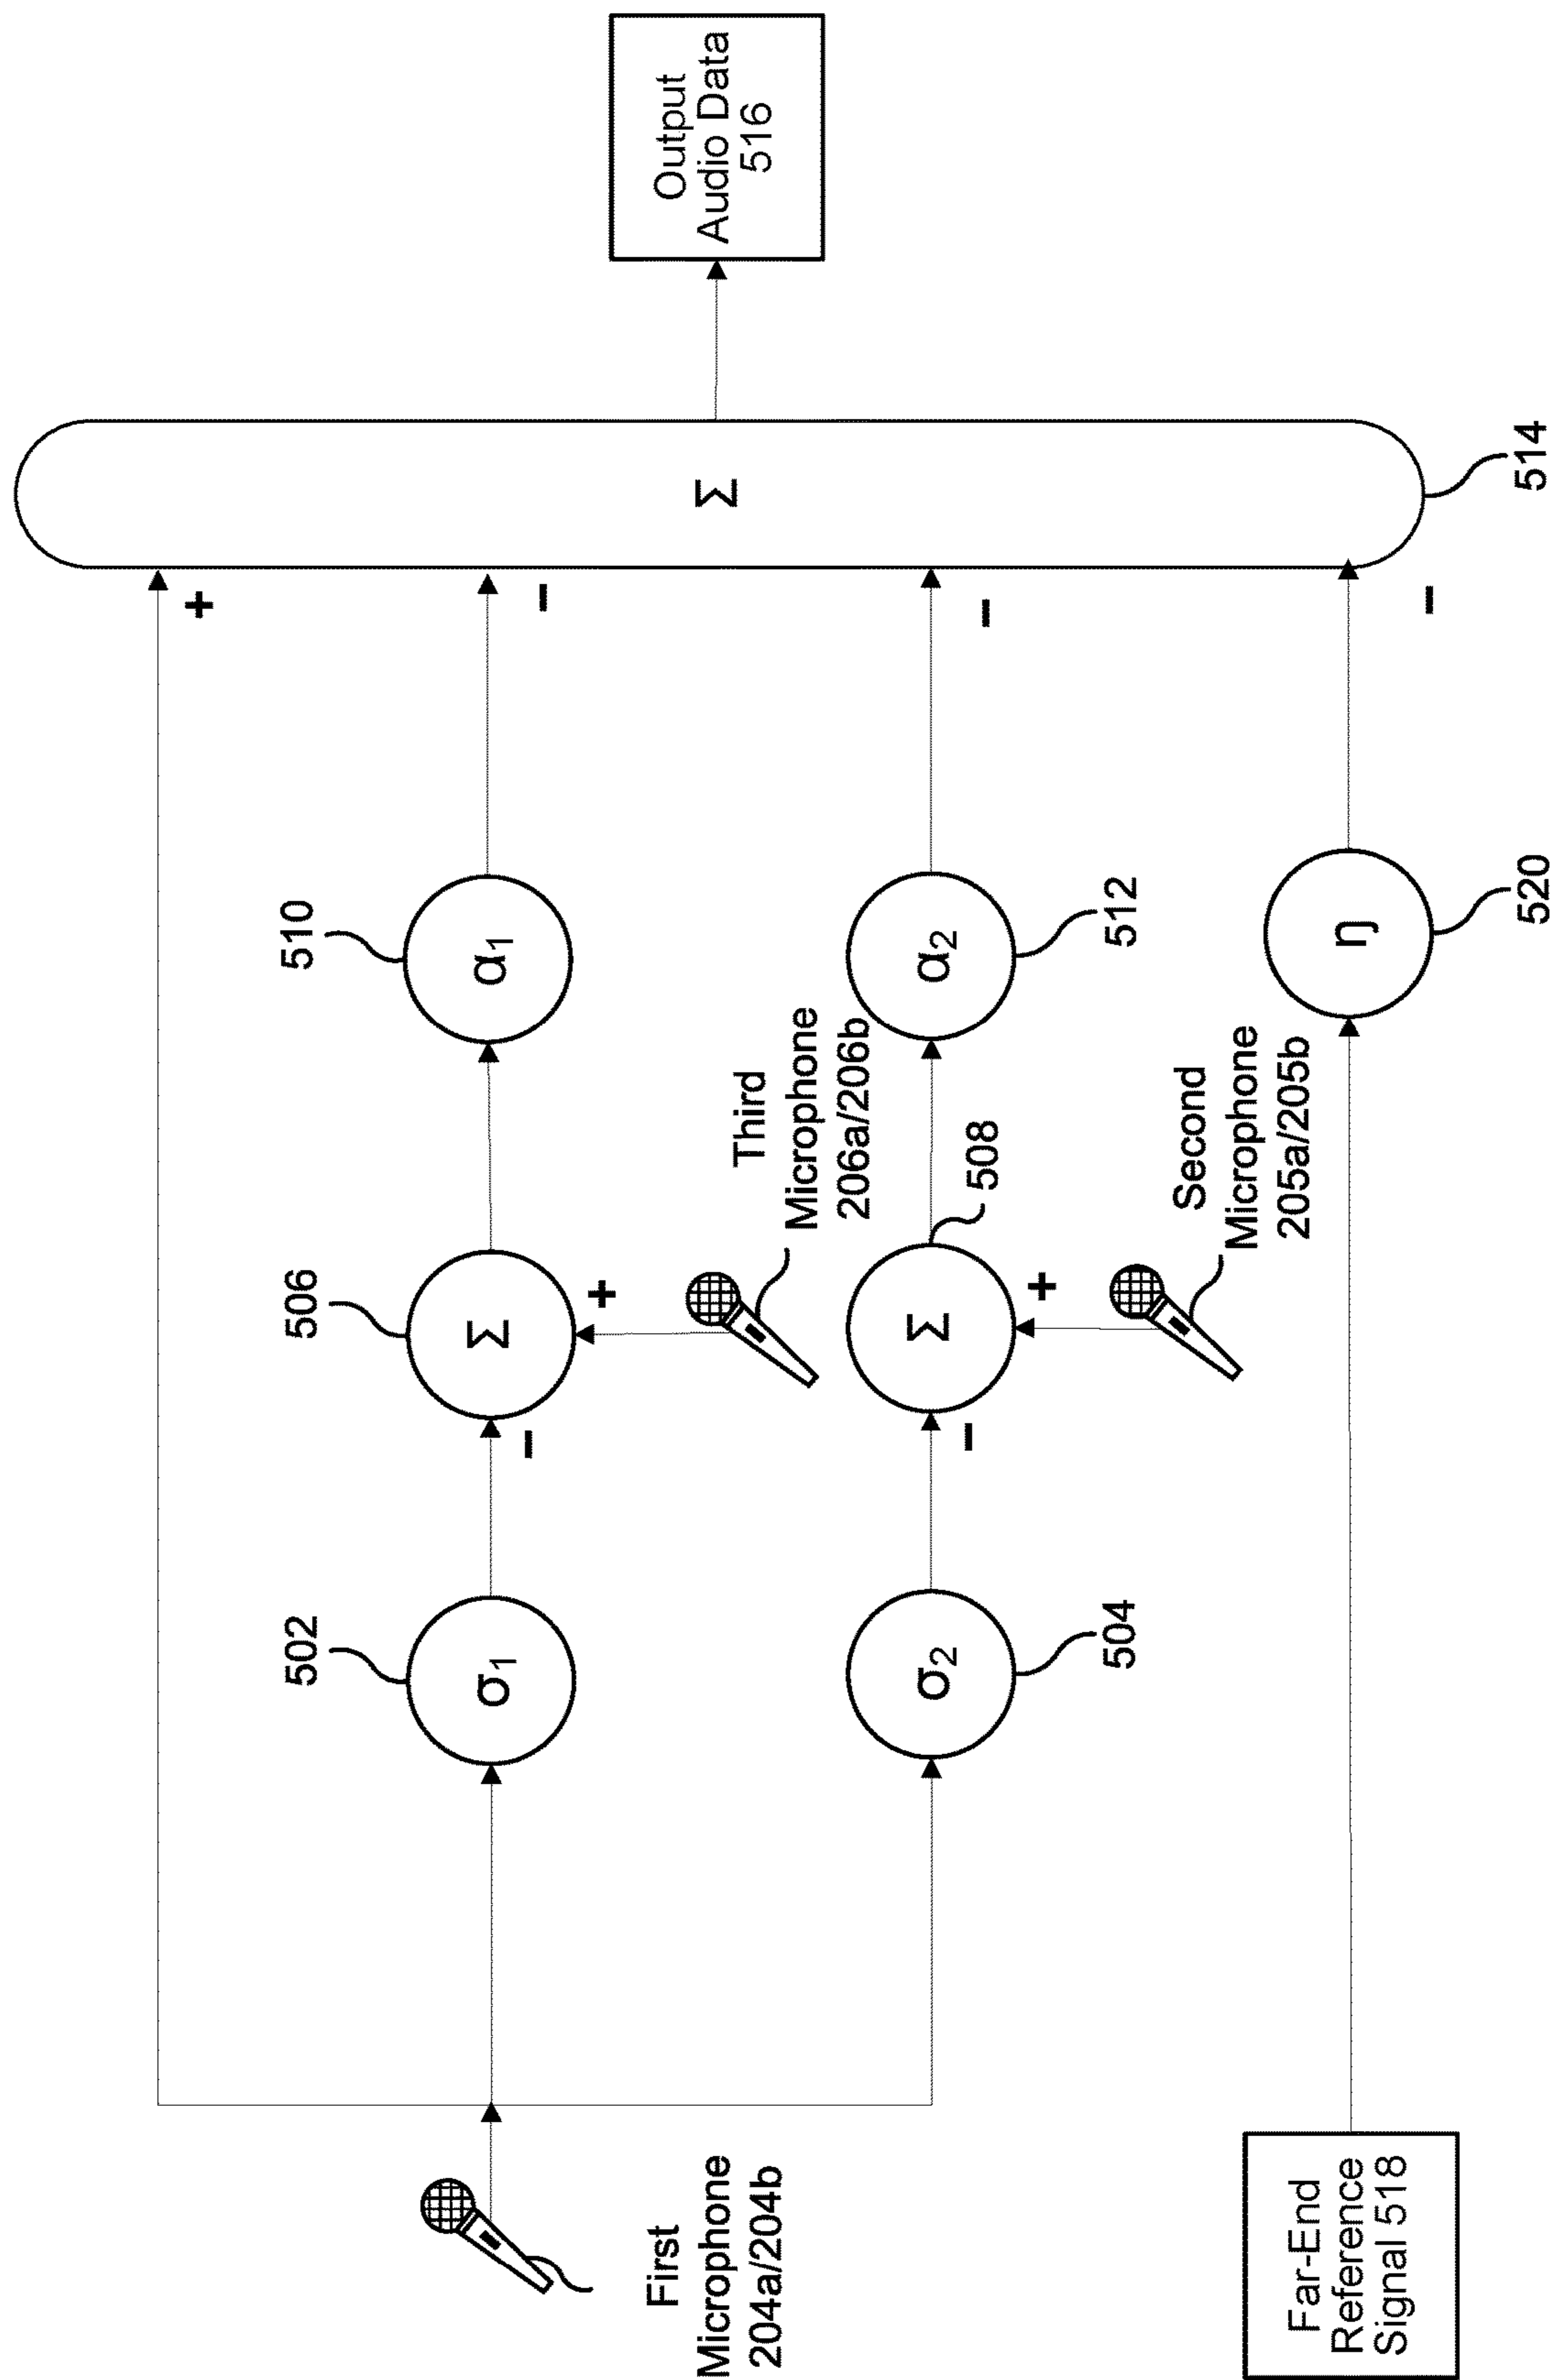 First
Microphone
204a/204b
502
σ1
506
Σ
–
+
510
α1
Third
Microphone
206a/206b
504
σ2
508
Σ
–
+
512
α2
Second
Microphone
205a/205b
Far-End
Reference
Signal 518
η
520
+
–
–
–
Σ
514
Output
Audio Data
516